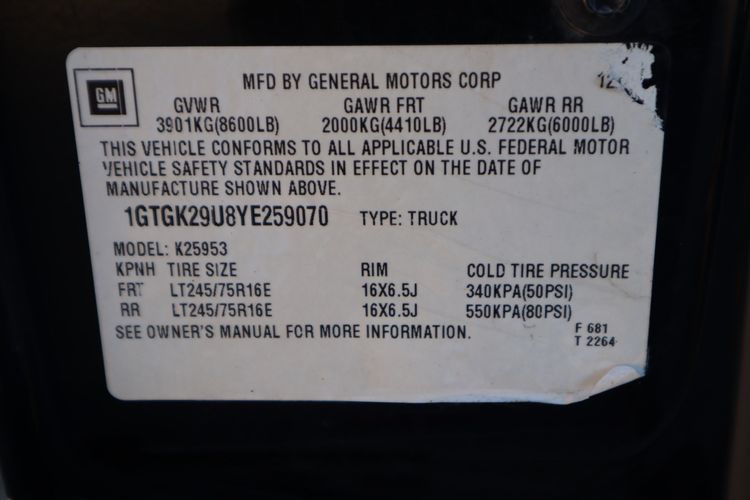 GM
MFD BY GENERAL MOTORS CORP
GVWR GAWR FRT GAWR RR
3901KG(8600LB) 2000KG(4410LB) 2722KG(6000LB)
THIS VEHICLE CONFORMS TO ALL APPLICABLE U.S. FEDERAL MOTOR
VEHICLE SAFETY STANDARDS IN EFFECT ON THE DATE OF
MANUFACTURE SHOWN ABOVE.
1GTGK29U8YE259070 TYPE: TRUCK
MODEL: K25953
KPNH TIRE SIZE RIM COLD TIRE PRESSURE
FRT LT245/75R16E 16X6.5J 340KPA(50PSI)
RR LT245/75R16E 16X6.5J 550KPA(80PSI)
SEE OWNER'S MANUAL FOR MORE INFORMATION.
F 681
T 2264